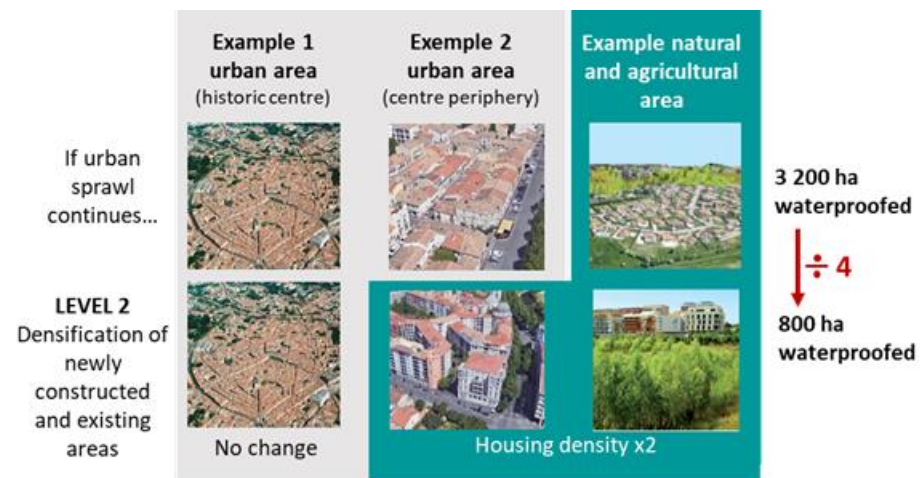 Example 1
urban area
(historic centre)
Exemple 2
urban area
(centre periphery)
Example natural
and agricultural
area
If urban
sprawl
continues...
3 200 ha
waterproofed
÷ 4
800 ha
waterproofed
LEVEL 2
Densification of
newly
constructed
and existing
areas
No change
Housing density x2